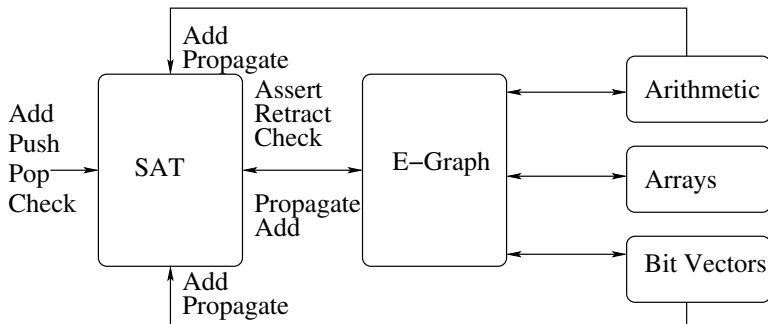 Add
Propagate
Add
Push
Pop
Check
SAT
Assert
Retract
Check
Propagate
Add
E–Graph
Arithmetic
Arrays
Bit Vectors
Add
Propagate